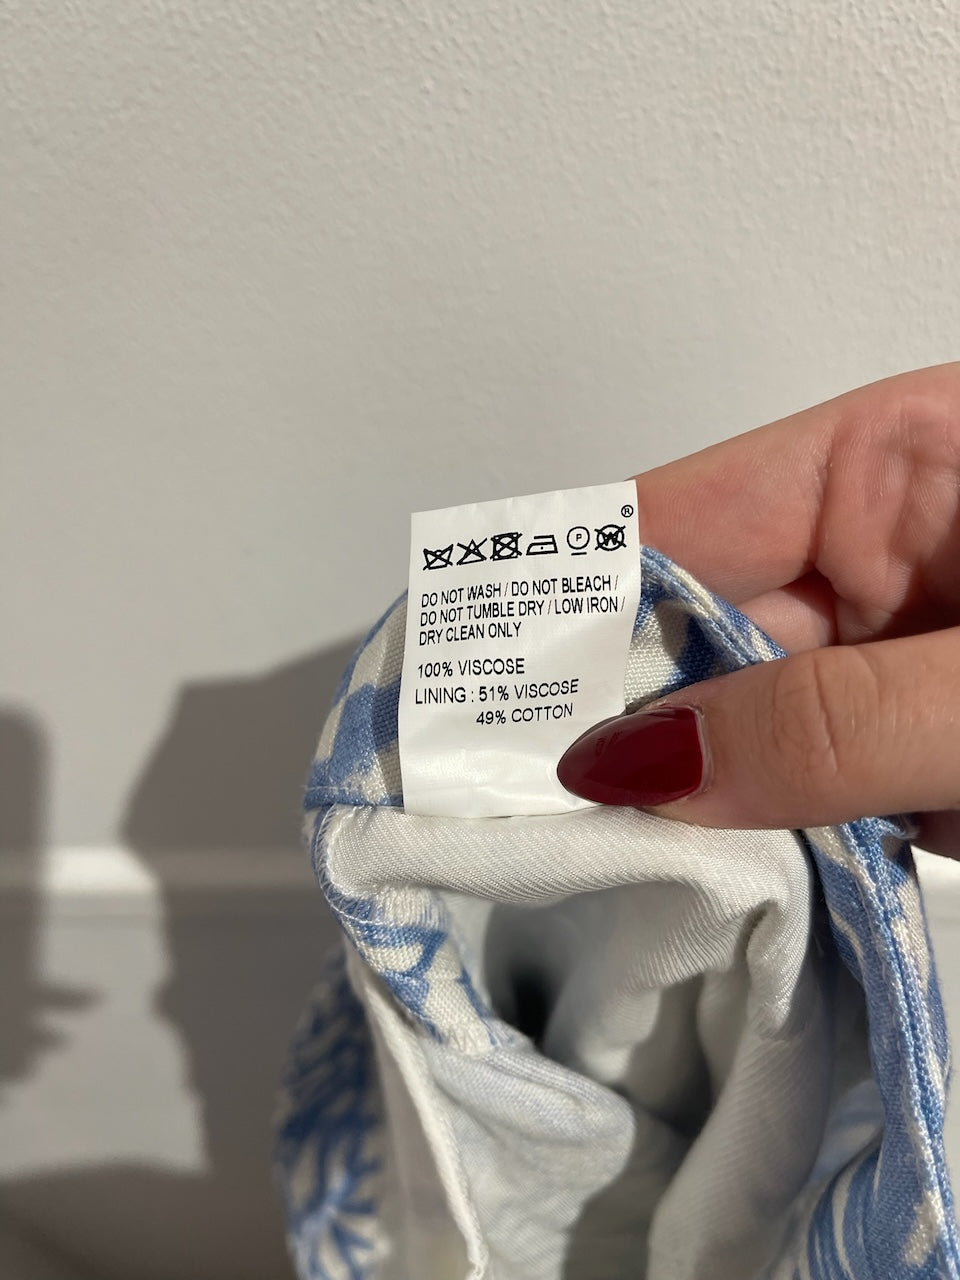 ®
P W
DO NOT WASH / DO NOT BLEACH /
DO NOT TUMBLE DRY / LOW IRON /
DRY CLEAN ONLY
100% VISCOSE
LINING : 51% VISCOSE
49% COTTON